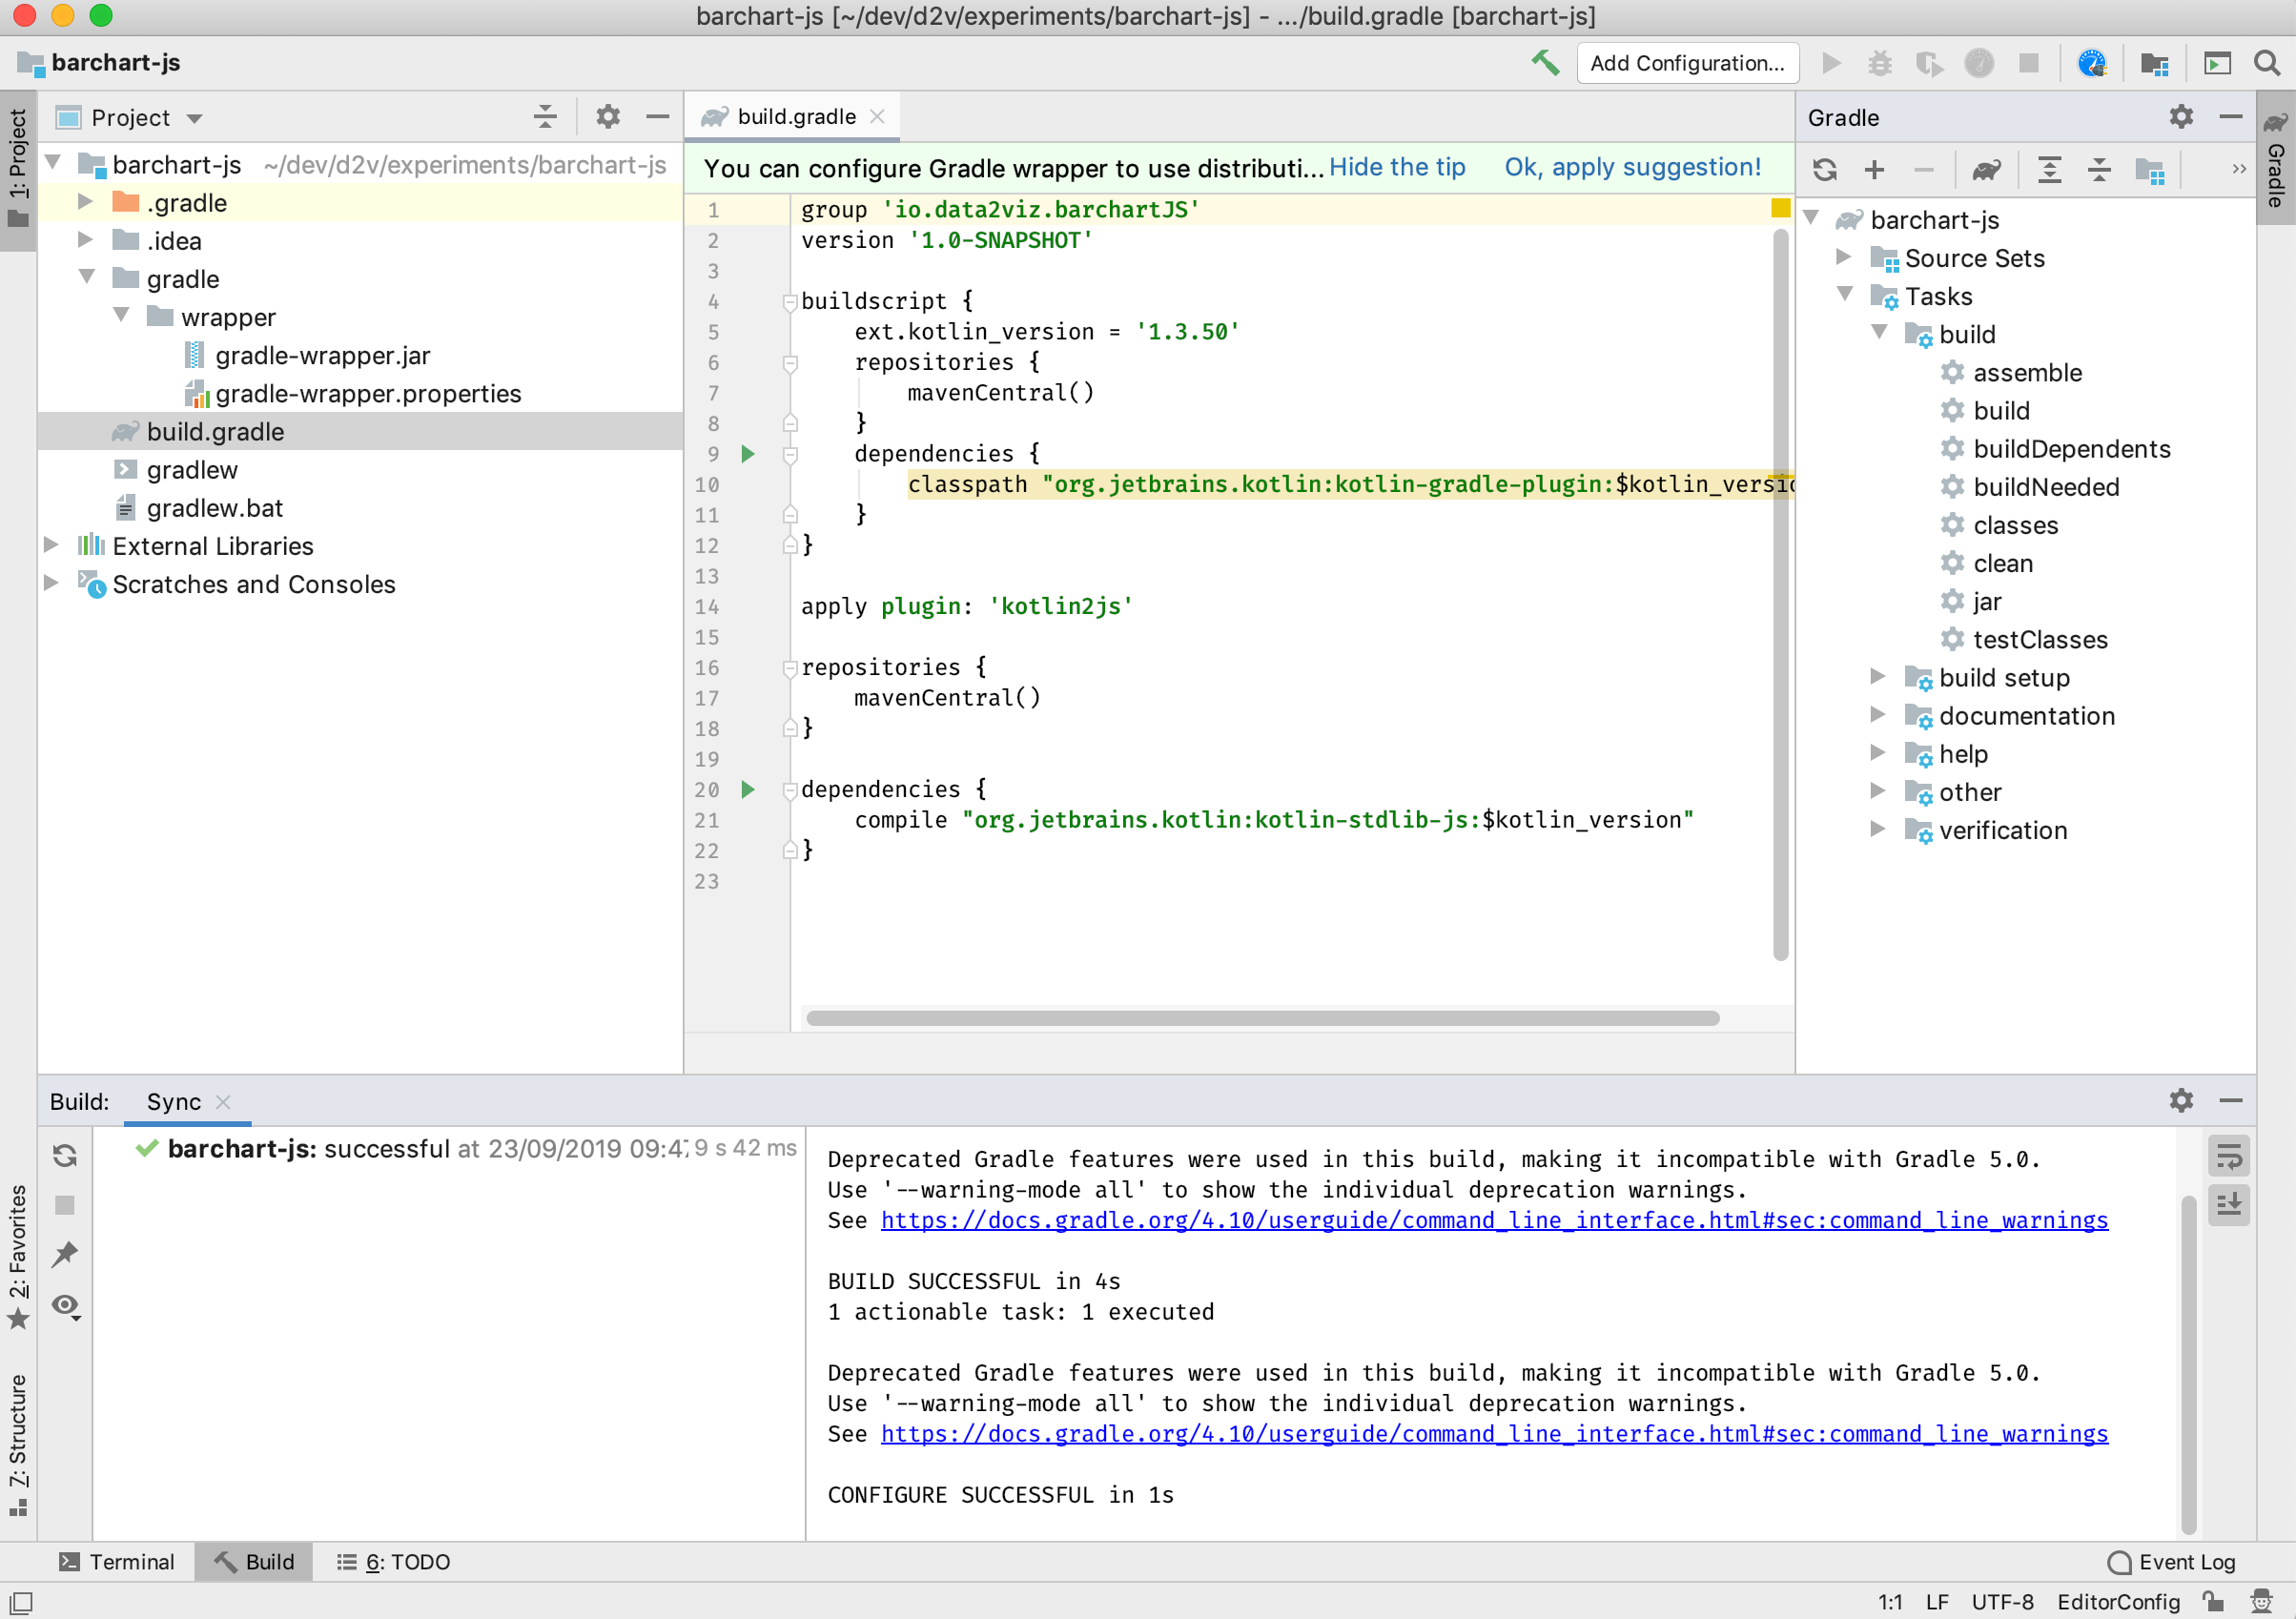 barchart-js [~/dev/d2v/experiments/barchart-js] - .../build.gradle [barchart-js]
barchart-js
Add Configuration...
1: Project
Project
barchart-js ~/dev/d2v/experiments/barchart-js
.gradle
.idea
gradle
wrapper
gradle-wrapper.jar
gradle-wrapper.properties
build.gradle
gradlew
gradlew.bat
External Libraries
Scratches and Consoles
build.gradle
You can configure Gradle wrapper to use distributi... Hide the tip Ok, apply suggestion!
1 group 'io.data2viz.barchartJS'
2 version '1.0-SNAPSHOT'
3
4 buildscript {
5 ext.kotlin_version = '1.3.50'
6 repositories {
7 mavenCentral()
8 }
9 dependencies {
10 classpath "org.jetbrains.kotlin:kotlin-gradle-plugin:$kotlin_versio
11 }
12 }
13
14 apply plugin: 'kotlin2js'
15
16 repositories {
17 mavenCentral()
18 }
19
20 dependencies {
21 compile "org.jetbrains.kotlin:kotlin-stdlib-js:$kotlin_version"
22 }
23
Gradle
Gradle
barchart-js
Source Sets
Tasks
build
assemble
build
buildDependents
buildNeeded
classes
clean
jar
testClasses
build setup
documentation
help
other
verification
Build: Sync
barchart-js: successful at 23/09/2019 09:47 9 s 42 ms
Deprecated Gradle features were used in this build, making it incompatible with Gradle 5.0.
Use '--warning-mode all' to show the individual deprecation warnings.
See https://docs.gradle.org/4.10/userguide/command_line_interface.html#sec:command_line_warnings
BUILD SUCCESSFUL in 4s
1 actionable task: 1 executed
Deprecated Gradle features were used in this build, making it incompatible with Gradle 5.0.
Use '--warning-mode all' to show the individual deprecation warnings.
See https://docs.gradle.org/4.10/userguide/command_line_interface.html#sec:command_line_warnings
CONFIGURE SUCCESSFUL in 1s
2: Favorites
7: Structure
Terminal Build 6: TODO Event Log
1:1 LF UTF-8 EditorConfig